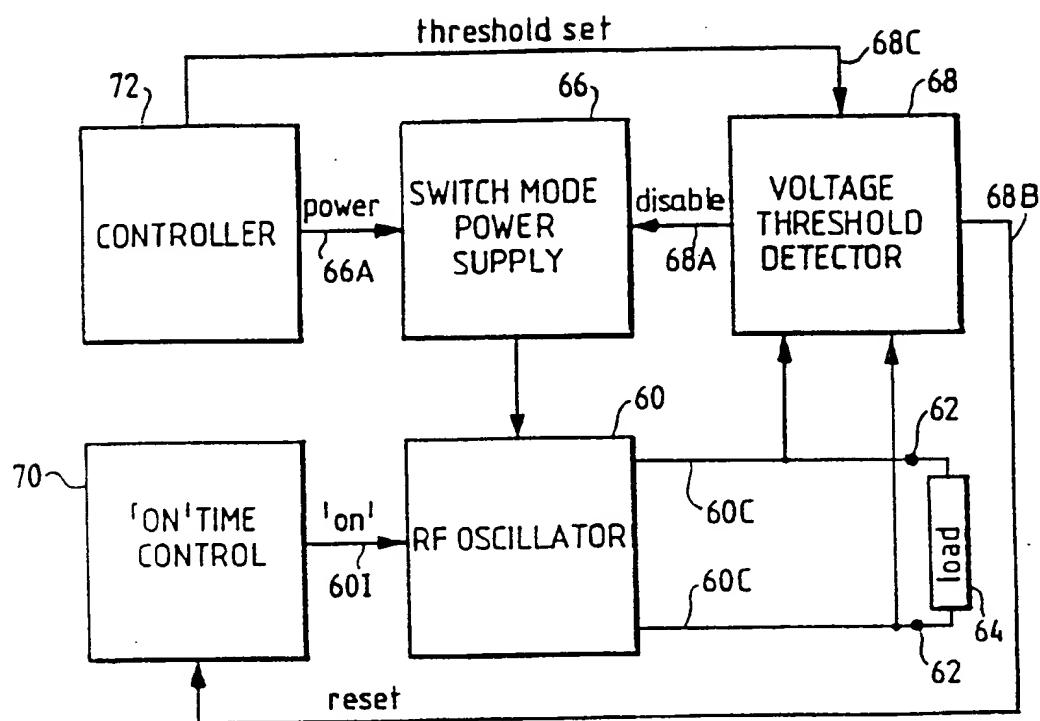 threshold set
68C
72
66
68
CONTROLLER
power
66A
SWITCH MODE
POWER
SUPPLY
disable
68A
VOLTAGE
THRESHOLD
DETECTOR
68B
60
62
70
'ON' TIME
CONTROL
'on'
60I
RF OSCILLATOR
60C
60C
load
64
62
reset